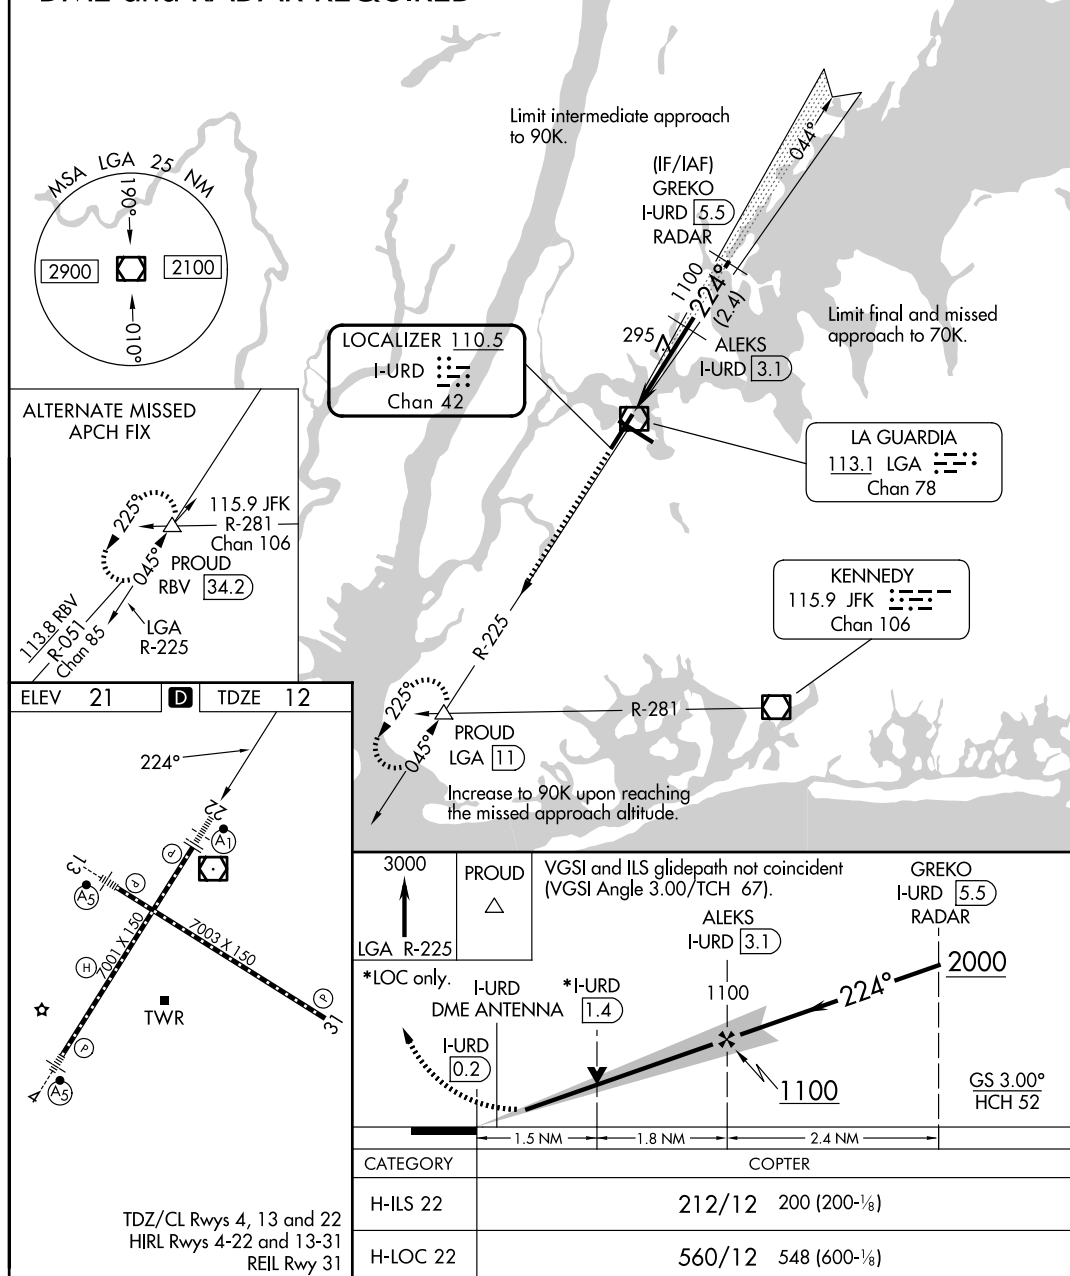 DME and RADAR REQUIRED
MSA LGA 25 NM
190°
2900
2100
010°
Limit intermediate approach
to 90K.
(IF/IAF)
GREKO
I-URD 5.5
RADAR
044°
1100
224°
(2.4)
295
ALEKS
I-URD 3.1
Limit final and missed
approach to 70K.
LOCALIZER 110.5
I-URD
Chan 42
LA GUARDIA
113.1 LGA
Chan 78
KENNEDY
115.9 JFK
Chan 106
R-225
R-281
225°
045°
PROUD
LGA 11
Increase to 90K upon reaching
the missed approach altitude.
ALTERNATE MISSED
APCH FIX
225°
045°
115.9 JFK
R-281
Chan 106
PROUD
RBV 34.2
LGA
R-225
113.8 RBV
R-051
Chan 85
ELEV 21
D
TDZE 12
224°
22
A1
P
13
A5
P
7001 X 150
7003 X 150
H
TWR
P
31
P
4
A5
TDZ/CL Rwys 4, 13 and 22
HIRL Rwys 4-22 and 13-31
REIL Rwy 31
3000
LGA R-225
PROUD
VGSI and ILS glidepath not coincident
(VGSI Angle 3.00/TCH 67).
GREKO
I-URD 5.5
RADAR
ALEKS
I-URD 3.1
*LOC only.
I-URD
DME ANTENNA
*I-URD
1.4
I-URD
0.2
1100
224°
2000
1100
GS 3.00°
HCH 52
1.5 NM
1.8 NM
2.4 NM
CATEGORY
COPTER
H-ILS 22
212/12 200 (200-⅛)
H-LOC 22
560/12 548 (600-⅛)